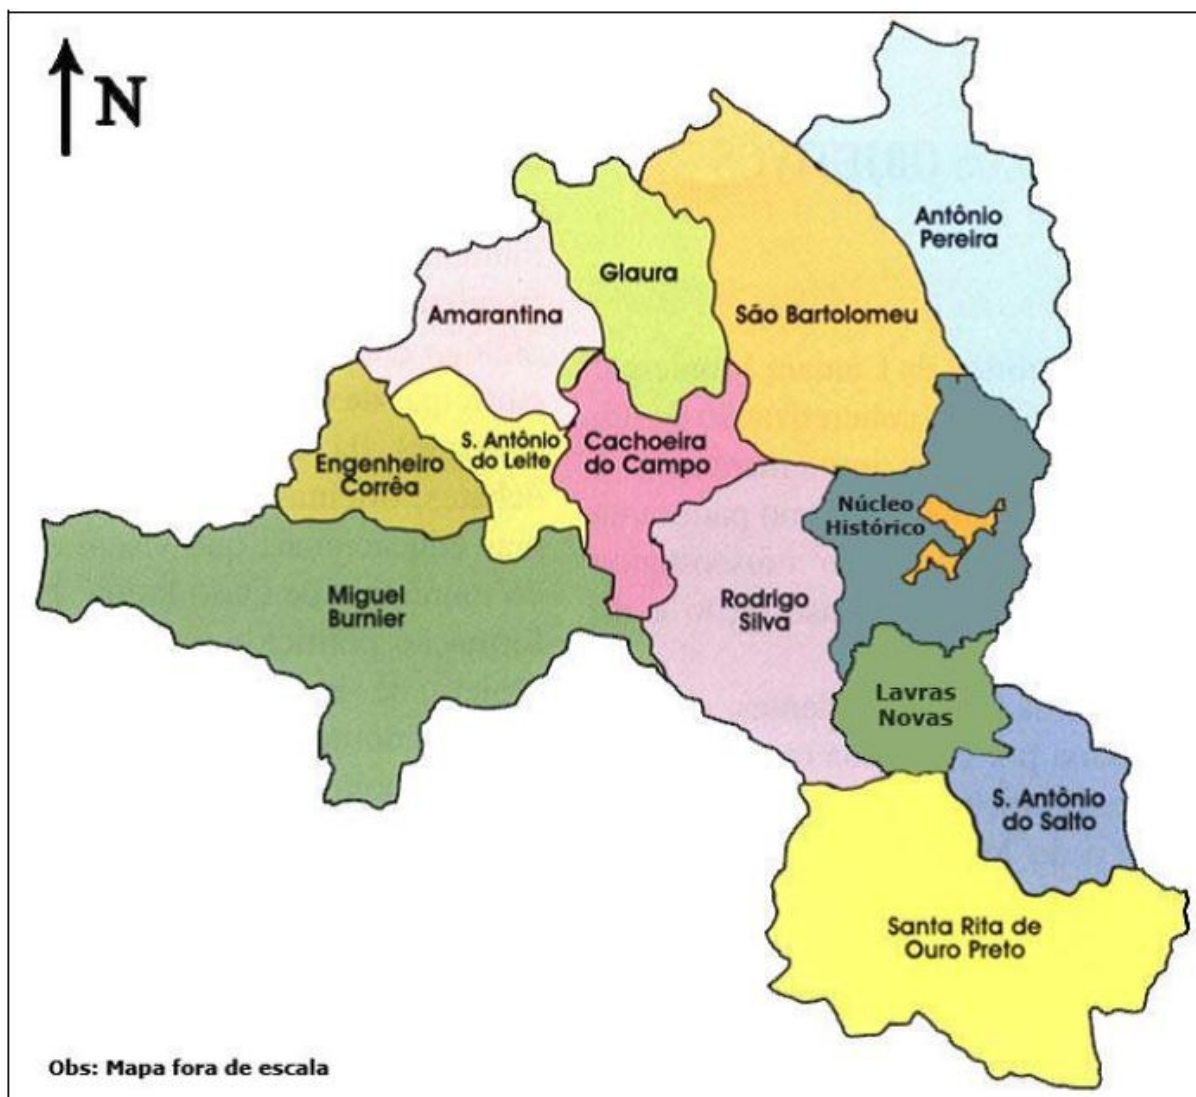 N
Antônio
Pereira
Glaura
Amarantina
São Bartolomeu
S. Antônio
do Leite
Cachoeira
do Campo
Engenheiro
Corrêa
Núcleo
Histórico
Miguel
Burnier
Rodrigo
Silva
Lavras
Novas
S. Antônio
do Salto
Santa Rita de
Ouro Preto
Obs: Mapa fora de escala